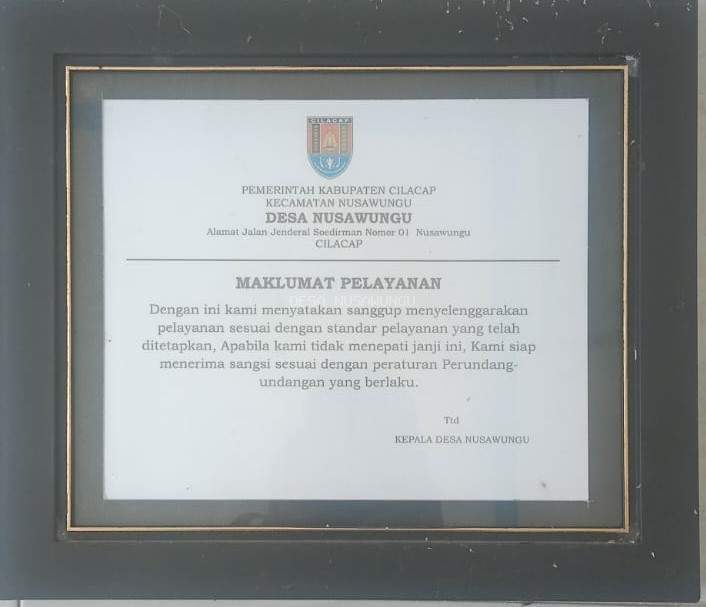 CILACAP
PEMERINTAH KABUPATEN CILACAP
KECAMATAN NUSAWUNGU
DESA NUSAWUNGU
Alamat Jalan Jenderal Soedirman Nomor 01 Nusawungu
CILACAP
MAKLUMAT PELAYANAN
DESA NUSAWUNGU
Dengan ini kami menyatakan sanggup menyelenggarakan
pelayanan sesuai dengan standar pelayanan yang telah
ditetapkan, Apabila kami tidak menepati janji ini, Kami siap
menerima sangsi sesuai dengan peraturan Perundang-
undangan yang berlaku.
Ttd
KEPALA DESA NUSAWUNGU